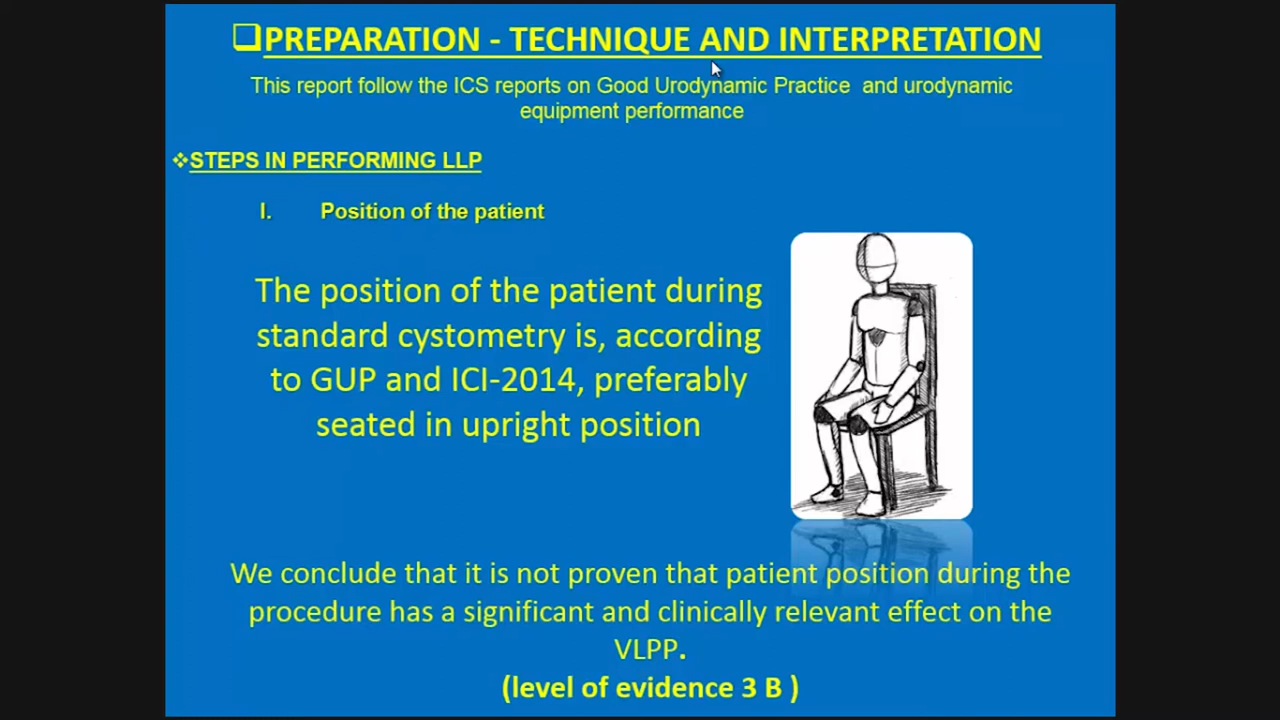 ❑PREPARATION - TECHNIQUE AND INTERPRETATION
This report follow the ICS reports on Good Urodynamic Practice and urodynamic
equipment performance
❖STEPS IN PERFORMING LLP
I. Position of the patient
The position of the patient during
standard cystometry is, according
to GUP and ICI-2014, preferably
seated in upright position
We conclude that it is not proven that patient position during the
procedure has a significant and clinically relevant effect on the
VLPP.
(level of evidence 3 B )